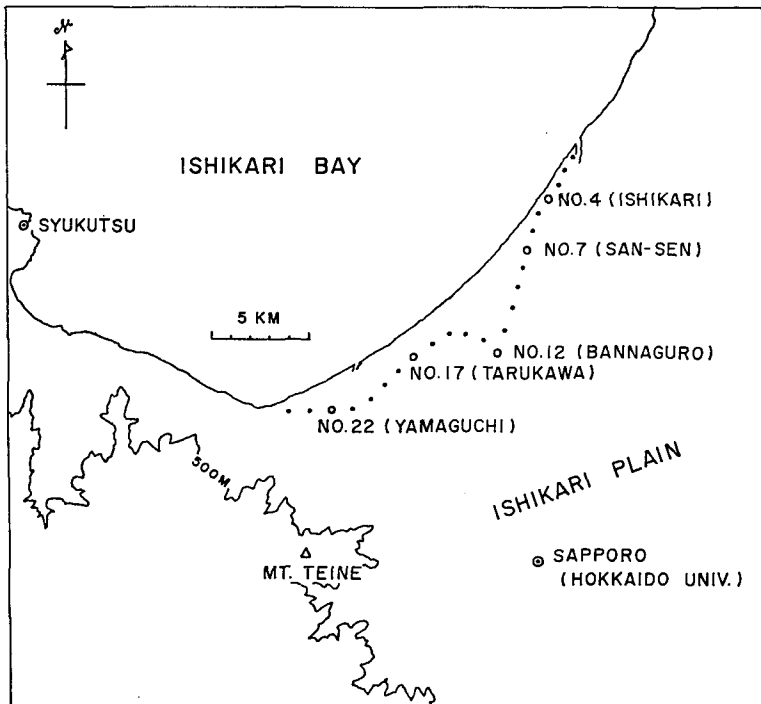 N
ISHIKARI BAY
SYUKUTSU
NO.4 (ISHIKARI)
NO.7 (SAN-SEN)
5 KM
NO.12 (BANNAGURO)
NO.17 (TARUKAWA)
NO.22 (YAMAGUCHI)
500M
ISHIKARI PLAIN
MT. TEINE
SAPPORO
(HOKKAIDO UNIV.)